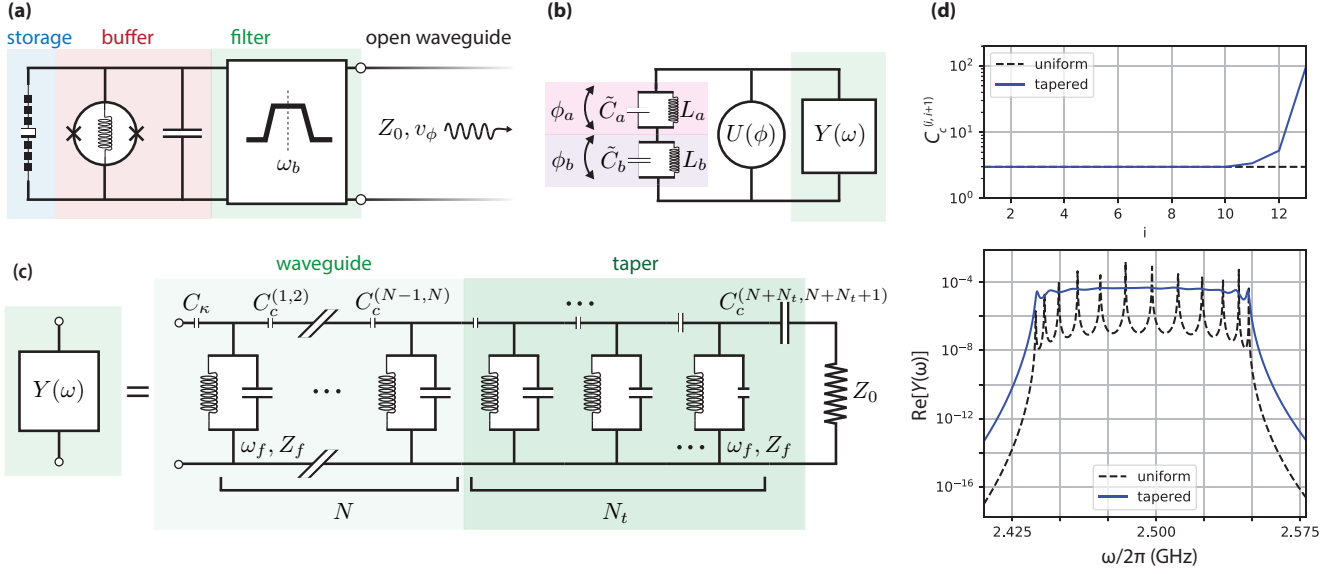 (a)
storage buffer filter open waveguide
ω_b
Z_0, v_ϕ
(b)
ϕ_a C̃_a L_a
ϕ_b C̃_b L_b
U(ϕ)
Y(ω)
(c)
waveguide taper
C_κ C_c^{(1,2)} C_c^{(N−1,N)} ⋯ C_c^{(N+N_t,N+N_t+1)}
Y(ω) =
⋯
Z_0
ω_f, Z_f ⋯ ω_f, Z_f
N N_t
(d)
uniform
tapered
C_c^{(i,i+1)}
10^2
10^1
10^0
2 4 6 8 10 12
i
Re[Y(ω)]
10^{−4}
10^{−8}
10^{−12}
10^{−16}
uniform
tapered
2.425 2.500 2.575
ω/2π (GHz)